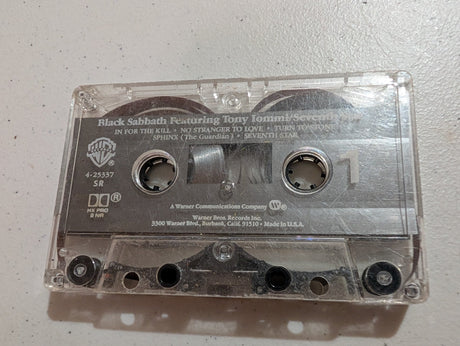 Black Sabbath Featuring Tony Iommi/Seventh
IN FOR THE KILL • NO STRANGER TO LOVE • TURN TO STONE
SPHINX (The Guardian) • SEVENTH STAR
1
4-25337
SR
HX PRO
B NR
A Warner Communications Company
Warner Bros. Records Inc.
3300 Warner Blvd., Burbank, Calif. 91510 • Made in U.S.A.